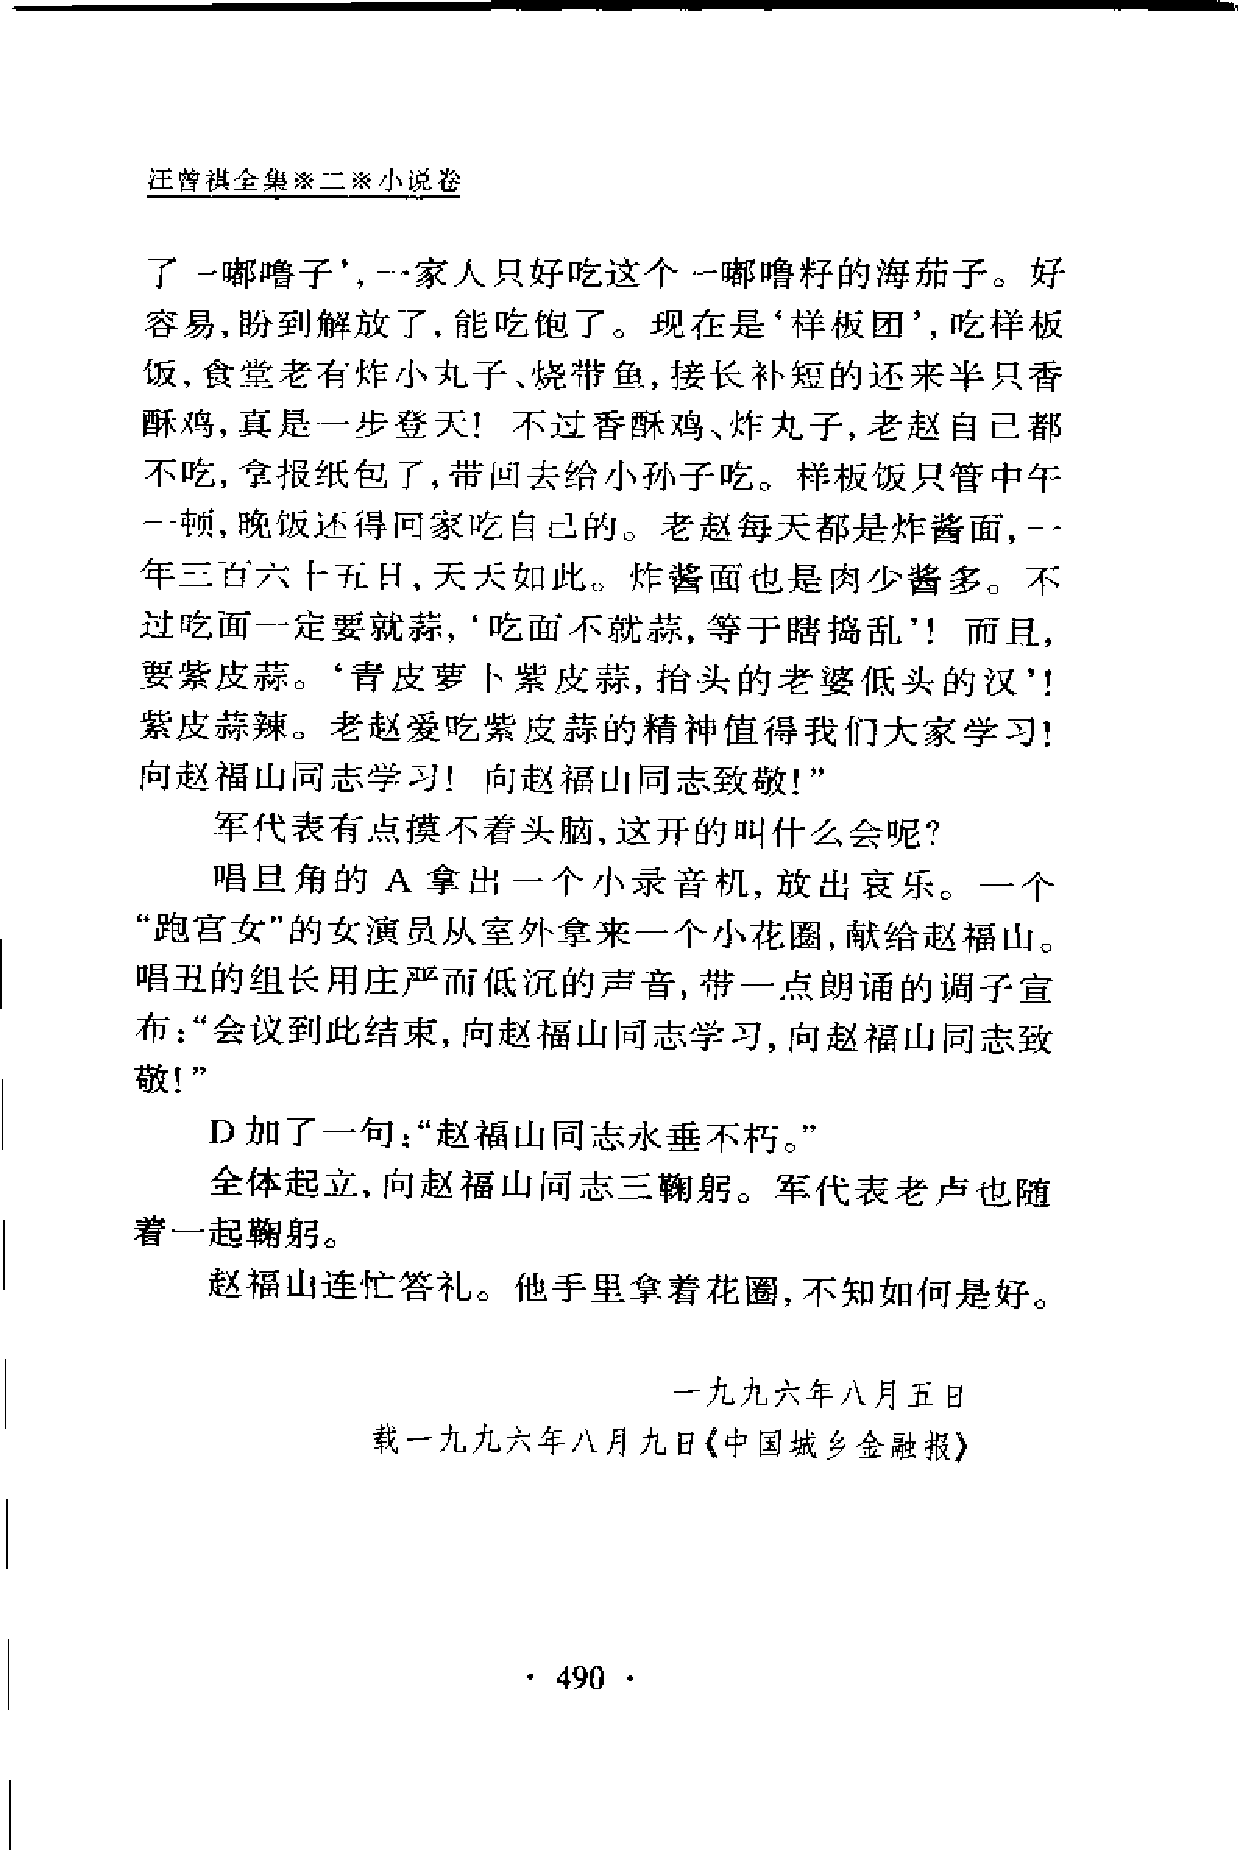 汪曾祺全集※二※小说卷
了一嘟噜子’，一家人只好吃这个一嘟噜籽的海茄子。好
容易，盼到解放了，能吃饱了。现在是‘样板团’，吃样板
饭，食堂老有炸小丸子、烧带鱼，接长补短的还来半只香
酥鸡，真是一步登天！不过香酥鸡、炸丸子，老赵自己都
不吃，拿报纸包了，带回去给小孙子吃。样板饭只管中午
一顿，晚饭还得回家吃自己的。老赵每天都是炸酱面，一
年三百六十五日，天天如此。炸酱面也是肉少酱多。不
过吃面一定要就蒜，‘吃面不就蒜，等于瞎捣乱’！而且，
要紫皮蒜。‘青皮萝卜紫皮蒜，抬头的老婆低头的汉’！
紫皮蒜辣。老赵爱吃紫皮蒜的精神值得我们大家学习！
向赵福山同志学习！向赵福山同志致敬！”
军代表有点摸不着头脑，这开的叫什么会呢？
唱旦角的 A 拿出一个小录音机，放出哀乐。一个
“跑宫女”的女演员从室外拿来一个小花圈，献给赵福山。
唱丑的组长用庄严而低沉的声音，带一点朗诵的调子宣
布：“会议到此结束，向赵福山同志学习，向赵福山同志致
敬！”
D 加了一句：“赵福山同志永垂不朽。”
全体起立，向赵福山同志三鞠躬。军代表老卢也随
着一起鞠躬。
赵福山连忙答礼。他手里拿着花圈，不知如何是好。
一九九六年八月五日
载一九九六年八月九日《中国城乡金融报》
· 490 ·